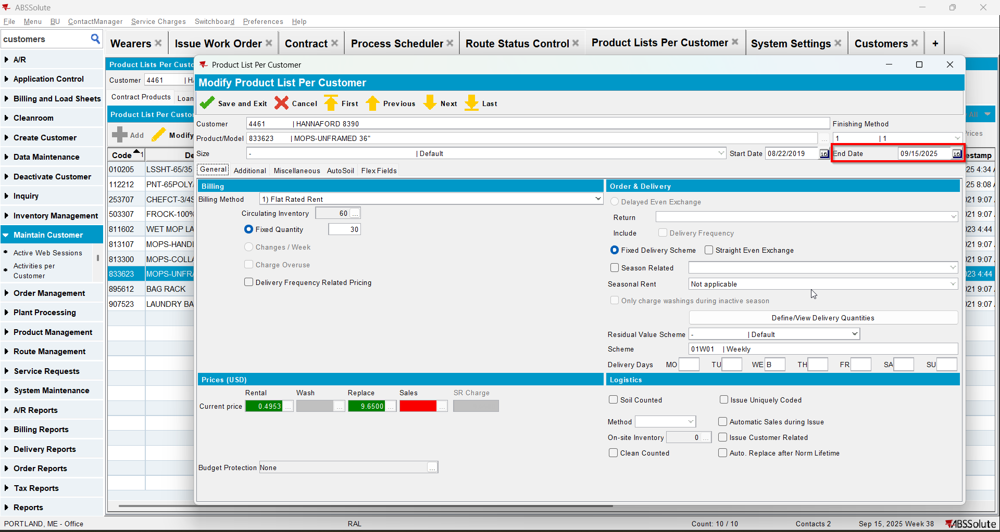 ABSSolute
File Menu BU ContactManager Service Charges Switchboard Preferences Help
customers
Wearers Issue Work Order Contract Process Scheduler Route Status Control Product Lists Per Customer System Settings Customers +
A/R
Application Control
Billing and Load Sheets
Cleanroom
Create Customer
Data Maintenance
Deactivate Customer
Inquiry
Inventory Management
Maintain Customer
Active Web Sessions
Activities per
Customer
Order Management
Plant Processing
Product Management
Route Management
Service Requests
System Maintenance
A/R Reports
Billing Reports
Delivery Reports
Order Reports
Tax Reports
Reports
Product Lists Per Custo
Customer 4461 | H
Contract Products Loan
Product List Per Custo
All
Add Modify
Prices
Code 1 De
estamp
010205 LSSHT-65/35
25 4:34
112212 PNT-65POLY/
25 8:08
253707 CHEFCT-3/4S
021 9:07
503307 FROCK-100%
021 9:07
811602 WET MOP LA
023 4:44
813107 MOPS-HANDL
021 9:07
813300 MOPS-COLLA
021 9:07
833623 MOPS-UNFRA
023 4:44
895612 BAG RACK
021 9:07
907523 LAUNDRY BA
021 9:07
Product List Per Customer
Modify Product List Per Customer
Save and Exit Cancel First Previous Next Last
Customer 4461 | HANNAFORD 8390 Finishing Method
Product/Model 833623 | MOPS-UNFRAMED 36" ... 1 | 1
Size - | Default Start Date 08/22/2019 16 End Date 09/15/2025 16
General Additional Miscellaneous AutoSoil Flex Fields
Billing
Billing Method 1) Flat Rated Rent
Circulating Inventory 60 ...
Fixed Quantity 30
Changes / Week
Charge Overuse
Delivery Frequency Related Pricing
Order & Delivery
Delayed Even Exchange
Return
Include Delivery Frequency
Fixed Delivery Scheme Straight Even Exchange
Season Related
Seasonal Rent Not applicable
Only charge washings during inactive season
Define/View Delivery Quantities
Residual Value Scheme - | Default
Scheme 01W01 | Weekly
Delivery Days MO TU WE B TH FR SA SU
Prices (USD)
Rental Wash Replace Sales SR Charge
Current price 0.4953 ... ... 9.6500 ... ...
Budget Protection None ...
Logistics
Soil Counted Issue Uniquely Coded
Method Automatic Sales during Issue
On-site Inventory 0 ... Issue Customer Related
Clean Counted Auto. Replace after Norm Lifetime
PORTLAND, ME - Office RAL Count: 10 / 10 Contacts 2 Sep 15, 2025 Week 38 ABSSolute